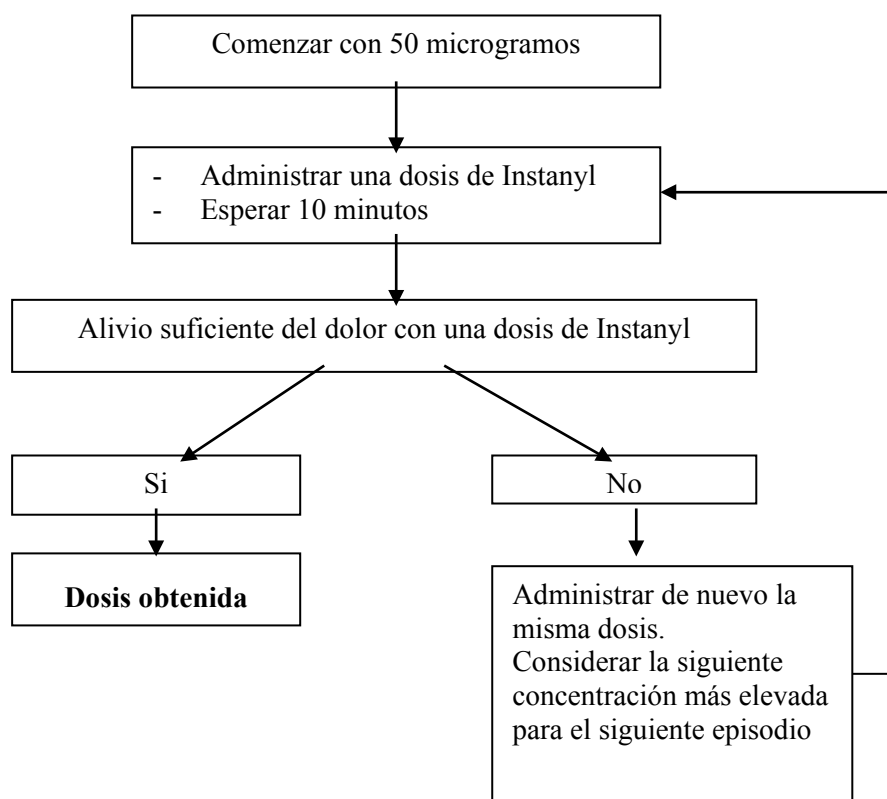 Comenzar con 50 microgramos
- Administrar una dosis de Instanyl
- Esperar 10 minutos
Alivio suficiente del dolor con una dosis de Instanyl
Si
No
Dosis obtenida
Administrar de nuevo la
misma dosis.
Considerar la siguiente
concentración más elevada
para el siguiente episodio